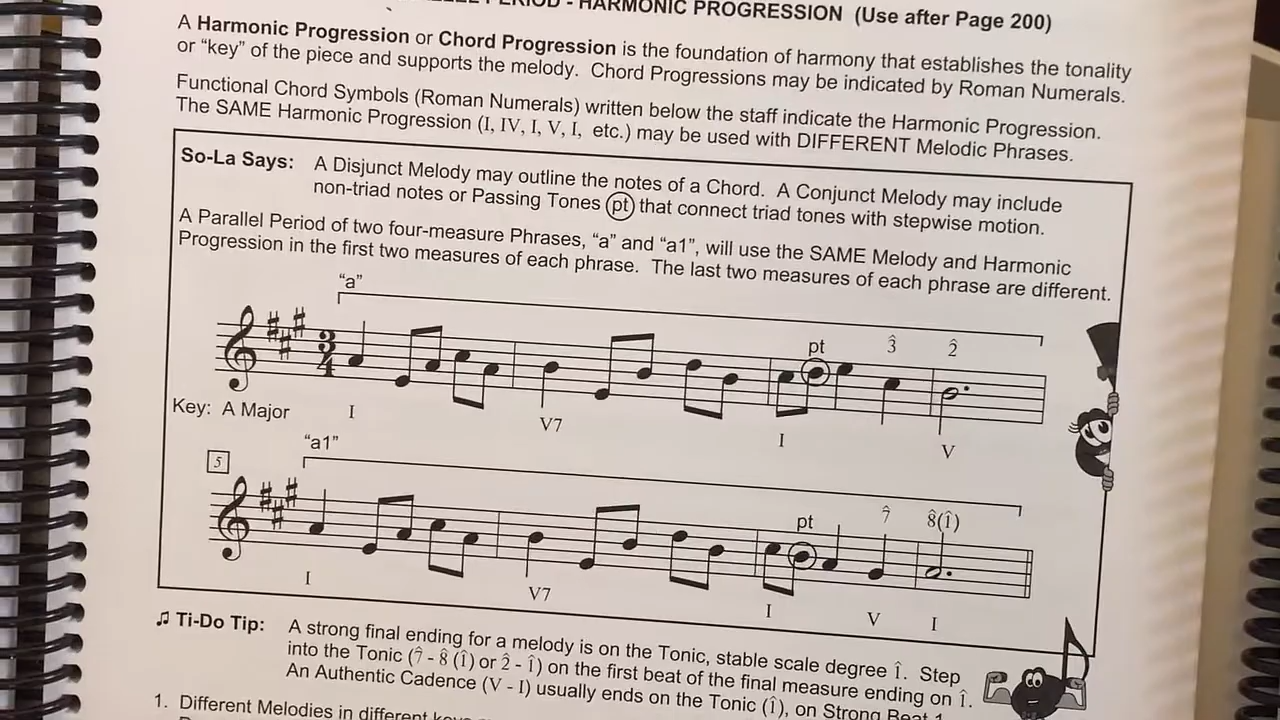 PERIOD - HARMONIC PROGRESSION (Use after Page 200)
A Harmonic Progression or Chord Progression is the foundation of harmony that establishes the tonality
or “key” of the piece and supports the melody. Chord Progressions may be indicated by Roman Numerals.
Functional Chord Symbols (Roman Numerals) written below the staff indicate the Harmonic Progression.
The SAME Harmonic Progression (I, IV, I, V, I, etc.) may be used with DIFFERENT Melodic Phrases.
So-La Says: A Disjunct Melody may outline the notes of a Chord. A Conjunct Melody may include
non-triad notes or Passing Tones (pt) that connect triad tones with stepwise motion.
A Parallel Period of two four-measure Phrases, “a” and “a1”, will use the SAME Melody and Harmonic
Progression in the first two measures of each phrase. The last two measures of each phrase are different.
“a”
pt 3̂ 2̂
3
4
Key: A Major I V7 I V
“a1”
5
pt 7̂ 8̂(1̂)
I V7 I V I
♫ Ti-Do Tip: A strong final ending for a melody is on the Tonic, stable scale degree 1̂. Step
into the Tonic (7̂ - 8̂ (1̂) or 2̂ - 1̂) on the first beat of the final measure ending on 1̂.
An Authentic Cadence (V - I) usually ends on the Tonic (1̂), on Strong Beat 1.
1. Different Melodies in different